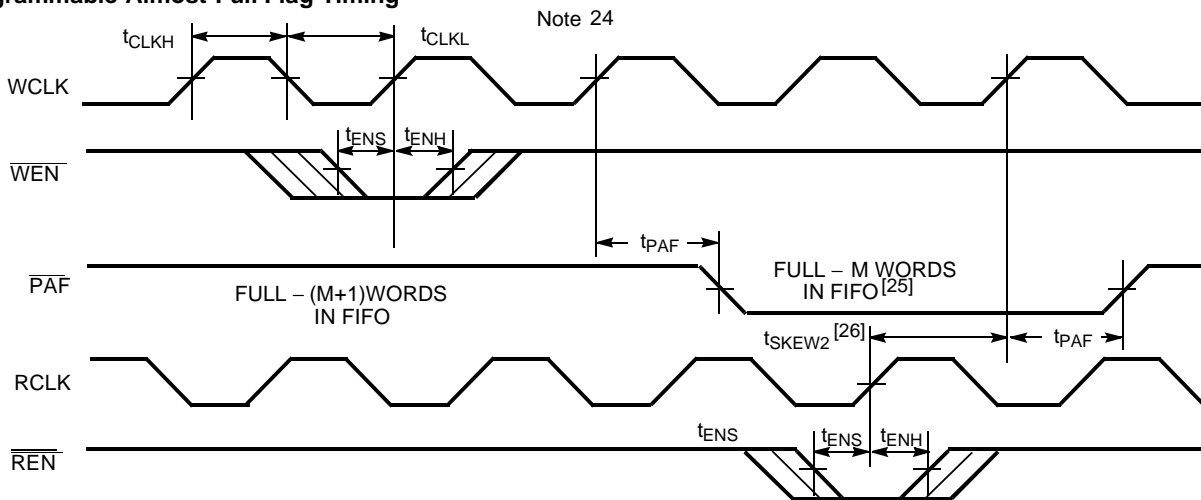 grammable Almost Full Flag Timing
Note 24
tCLKH
tCLKL
WCLK
tENS
tENH
WEN
tPAF
PAF
FULL – (M+1)WORDS
IN FIFO
FULL – M WORDS
IN FIFO[25]
tSKEW2 [26]
tPAF
RCLK
tENS
tENS
tENH
REN